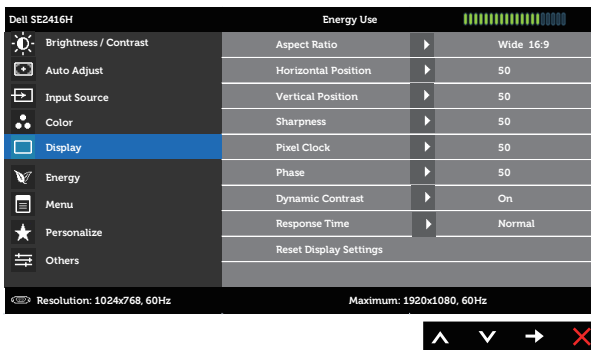 Dell SE2416H Energy Use
Brightness / Contrast Aspect Ratio Wide 16:9
Auto Adjust Horizontal Position 50
Input Source Vertical Position 50
Color Sharpness 50
Display Pixel Clock 50
Energy Phase 50
Menu Dynamic Contrast On
Personalize Response Time Normal
Others Reset Display Settings
Resolution: 1024x768, 60Hz Maximum: 1920x1080, 60Hz